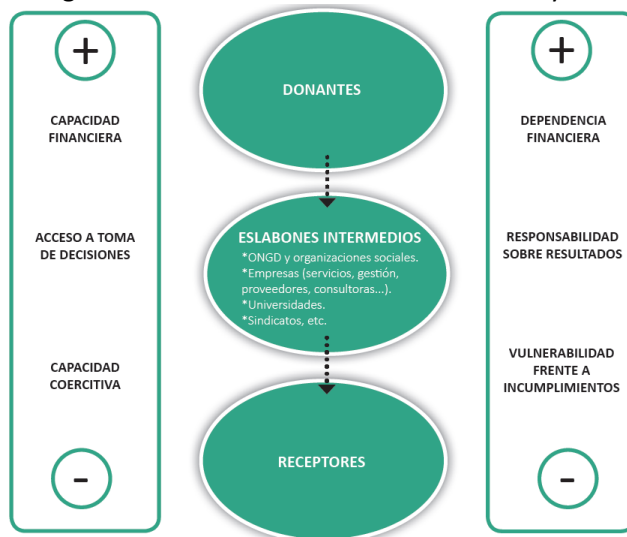 +
CAPACIDAD
FINANCIERA
ACCESO A TOMA
DE DECISIONES
CAPACIDAD
COERCITIVA
-
DONANTES
ESLABONES INTERMEDIOS
*ONGD y organizaciones sociales.
*Empresas (servicios, gestión,
proveedores, consultoras...).
*Universidades.
*Sindicatos, etc.
RECEPTORES
+
DEPENDENCIA
FINANCIERA
RESPONSABILIDAD
SOBRE RESULTADOS
VULNERABILIDAD
FRENTE A
INCUMPLIMIENTOS
-